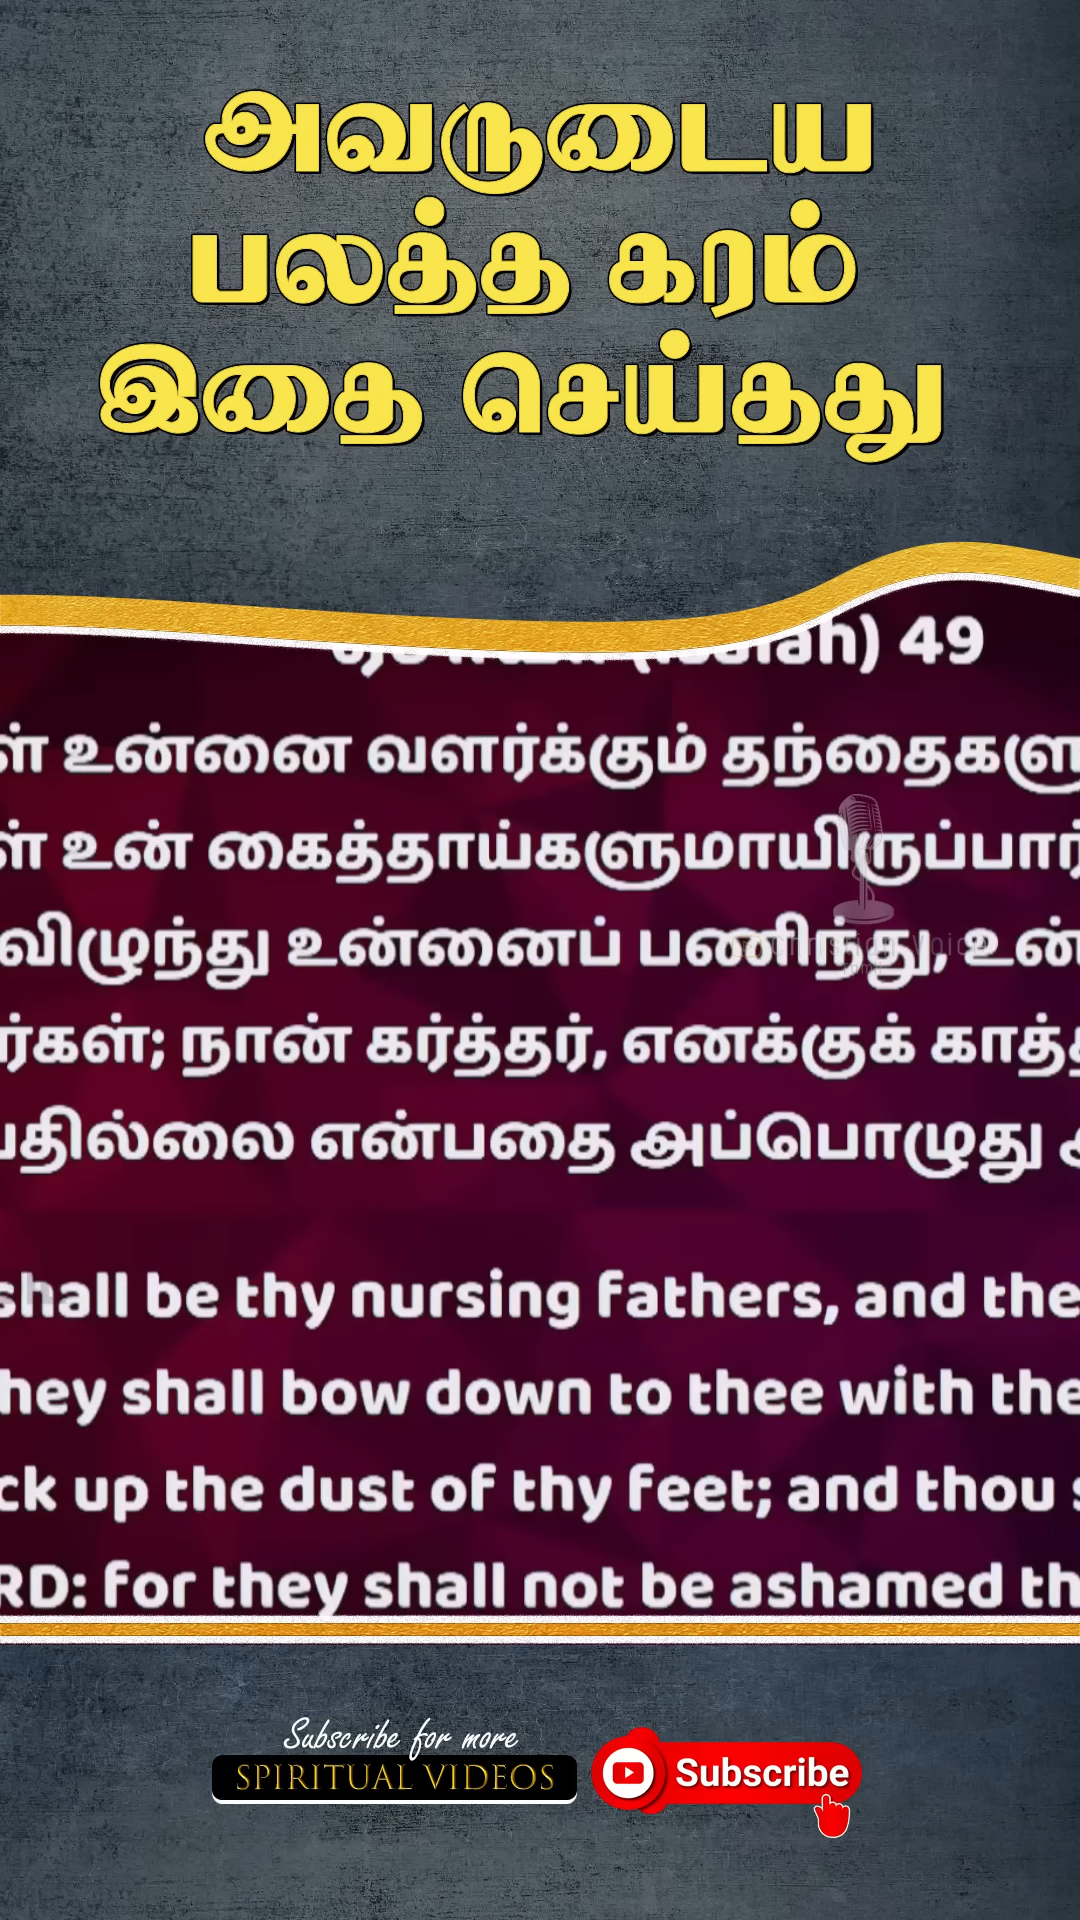 அவருடைய
பலத்த கரம்
இதை செய்தது
(Isaiah) 49
ள் உன்னை வளர்க்கும் தந்தைகளு
ள் உன் கைத்தாய்களுமாயிருப்பார்
விழுந்து உன்னைப் பணிந்து, உன்
ர்கள்; நான் கர்த்தர், எனக்குக் காத்
பதில்லை என்பதை அப்பொழுது அ
shall be thy nursing fathers, and the
hey shall bow down to thee with the
ck up the dust of thy feet; and thou s
RD: for they shall not be ashamed th
Subscribe for more
SPIRITUAL VIDEOS
Subscribe